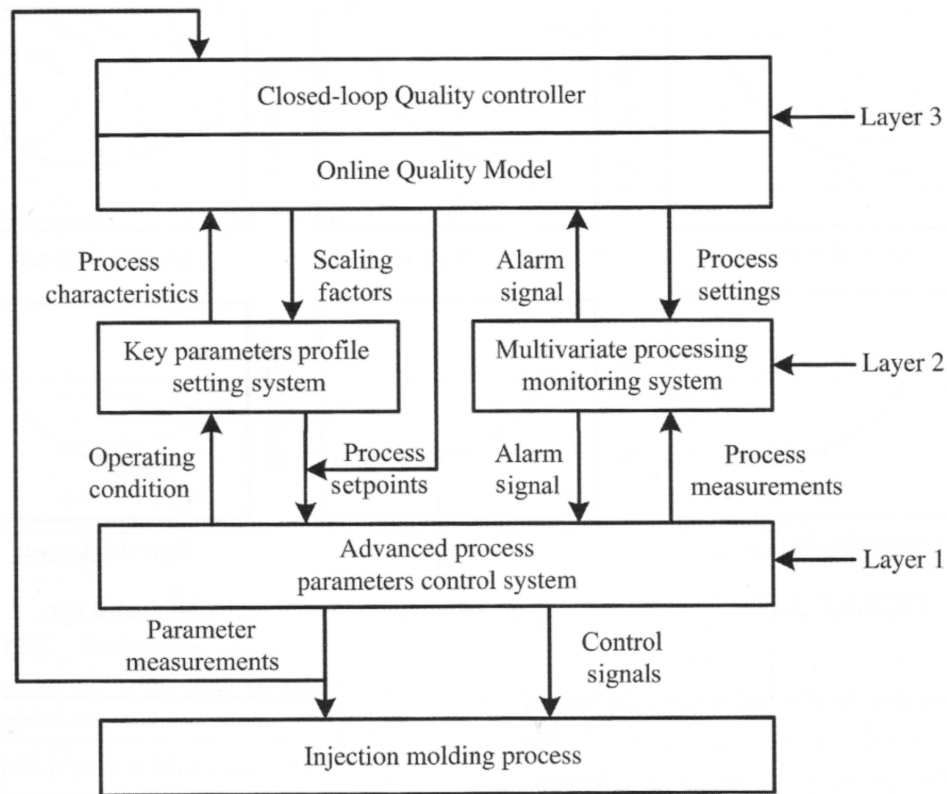 Closed-loop Quality controller
Layer 3
Online Quality Model
Process
characteristics
Scaling
factors
Alarm
signal
Process
settings
Key parameters profile
setting system
Multivariate processing
monitoring system
Layer 2
Operating
condition
Process
setpoints
Alarm
signal
Process
measurements
Advanced process
parameters control system
Layer 1
Parameter
measurements
Control
signals
Injection molding process